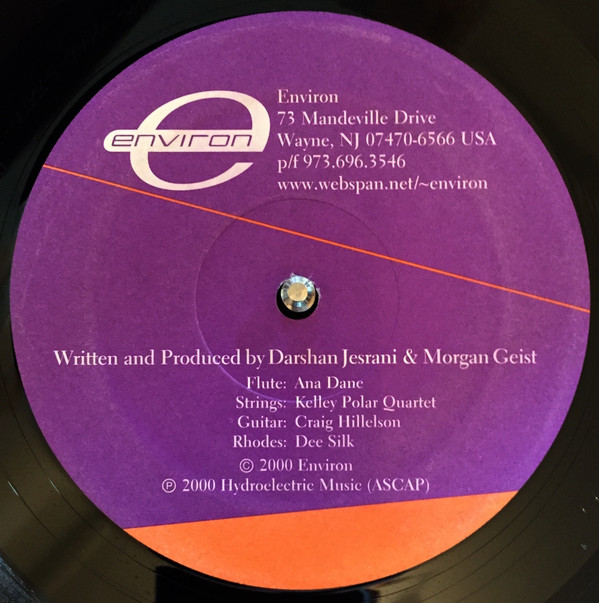 environ
Environ
73 Mandeville Drive
Wayne, NJ 07470-6566 USA
p/f 973.696.3546
www.webspan.net/~environ
Written and Produced by Darshan Jesrani & Morgan Geist
Flute: Ana Dane
Strings: Kelley Polar Quartet
Guitar: Craig Hillelson
Rhodes: Dee Silk
© 2000 Environ
℗ 2000 Hydroelectric Music (ASCAP)